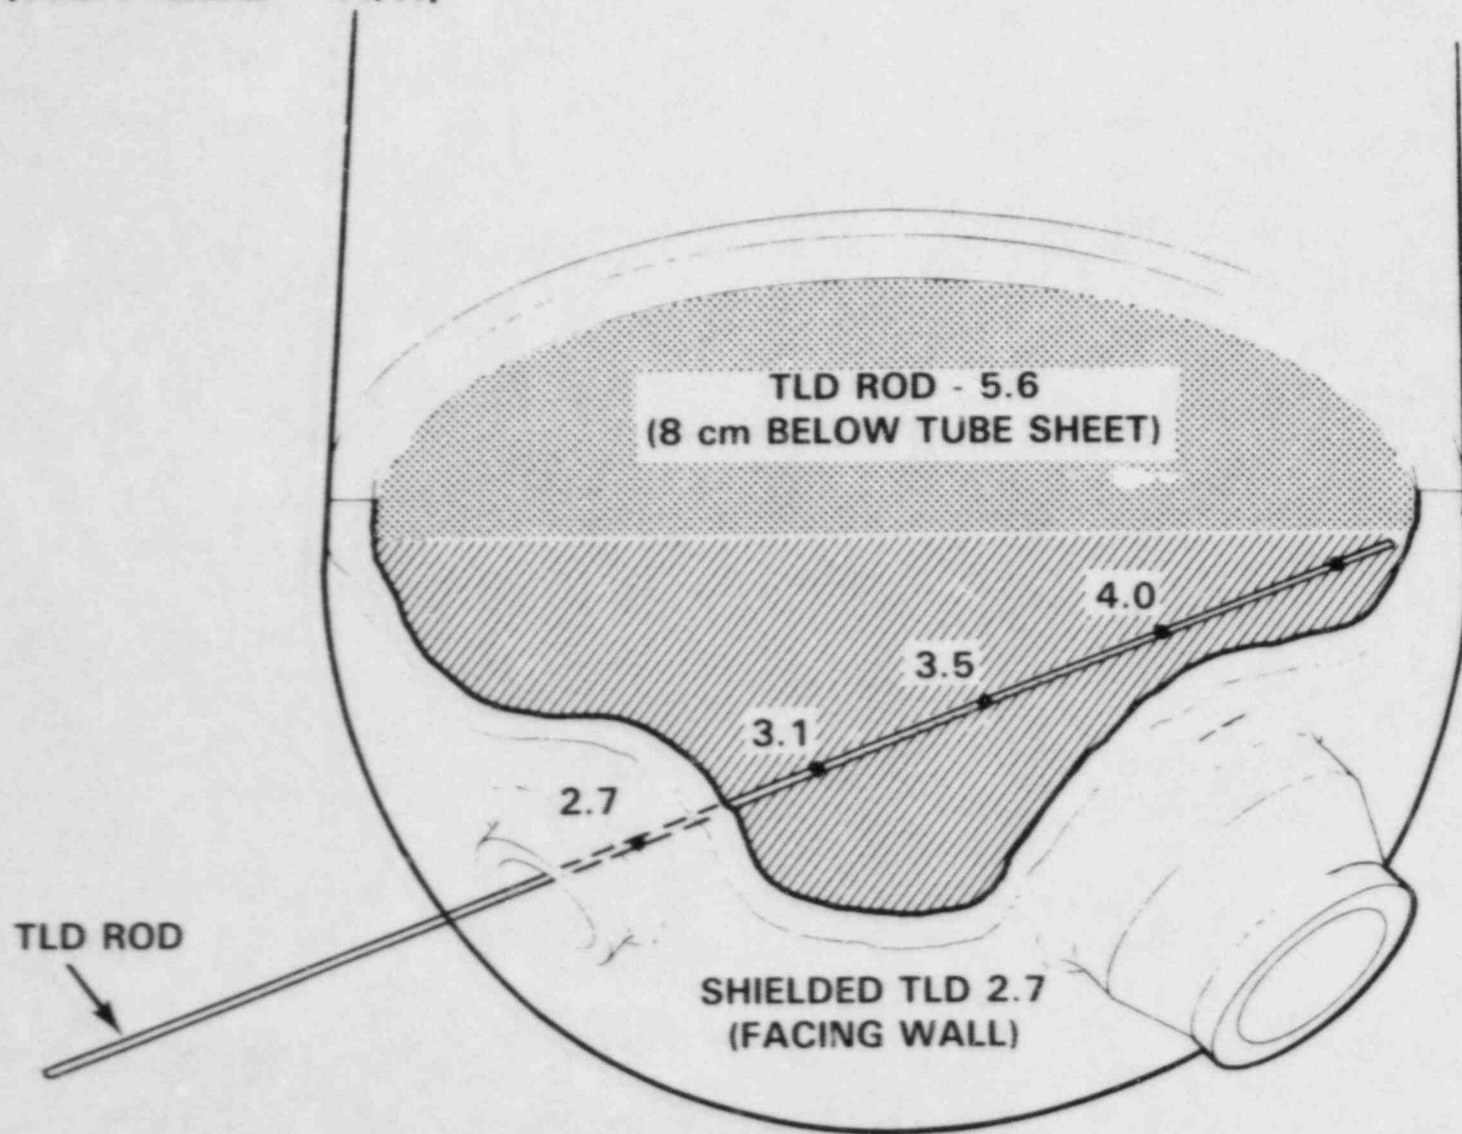 TLD ROD - 5.6
(8 cm BELOW TUBE SHEET)
4.0
3.5
3.1
2.7
TLD ROD
SHIELDED TLD 2.7
(FACING WALL)